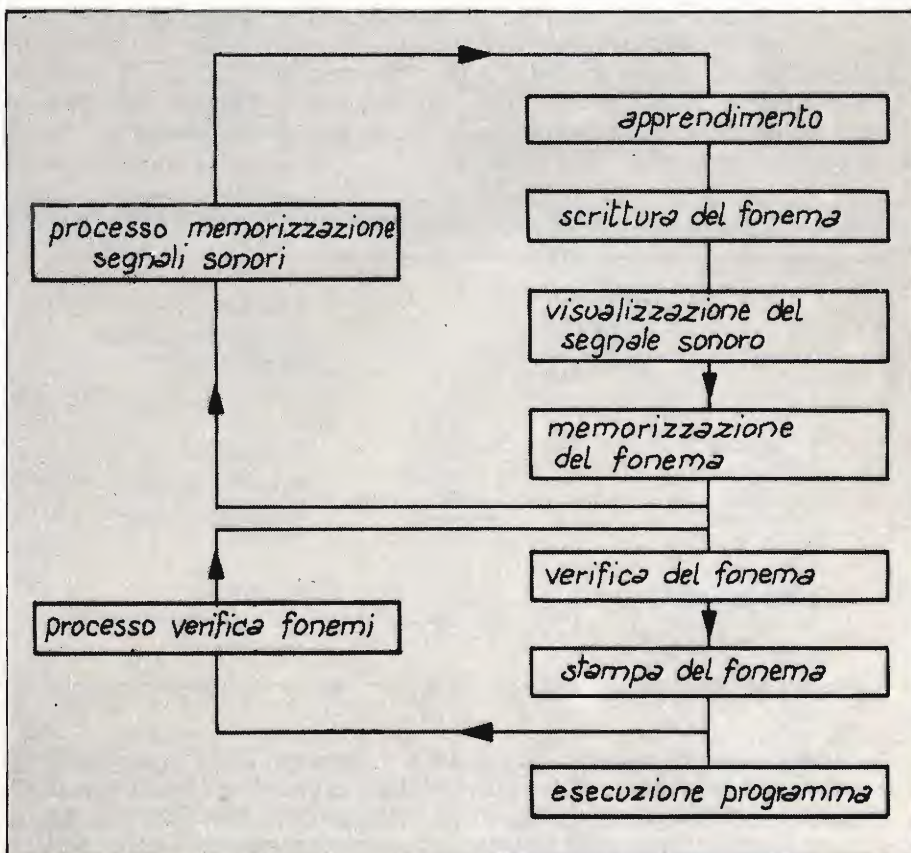 apprendimento
scrittura del fonema
processo memorizzazione
segnali sonori
visualizzazione del
segnale sonoro
memorizzazione
del fonema
verifica del fonema
processo verifica fonemi
stampa del fonema
esecuzione programma